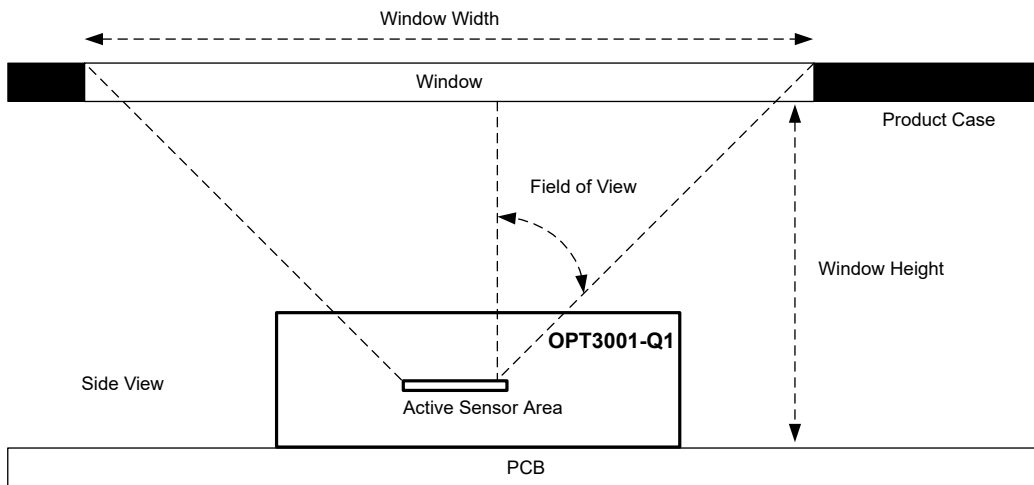 Window Width
Window
Product Case
Field of View
Window Height
OPT3001-Q1
Side View
Active Sensor Area
PCB